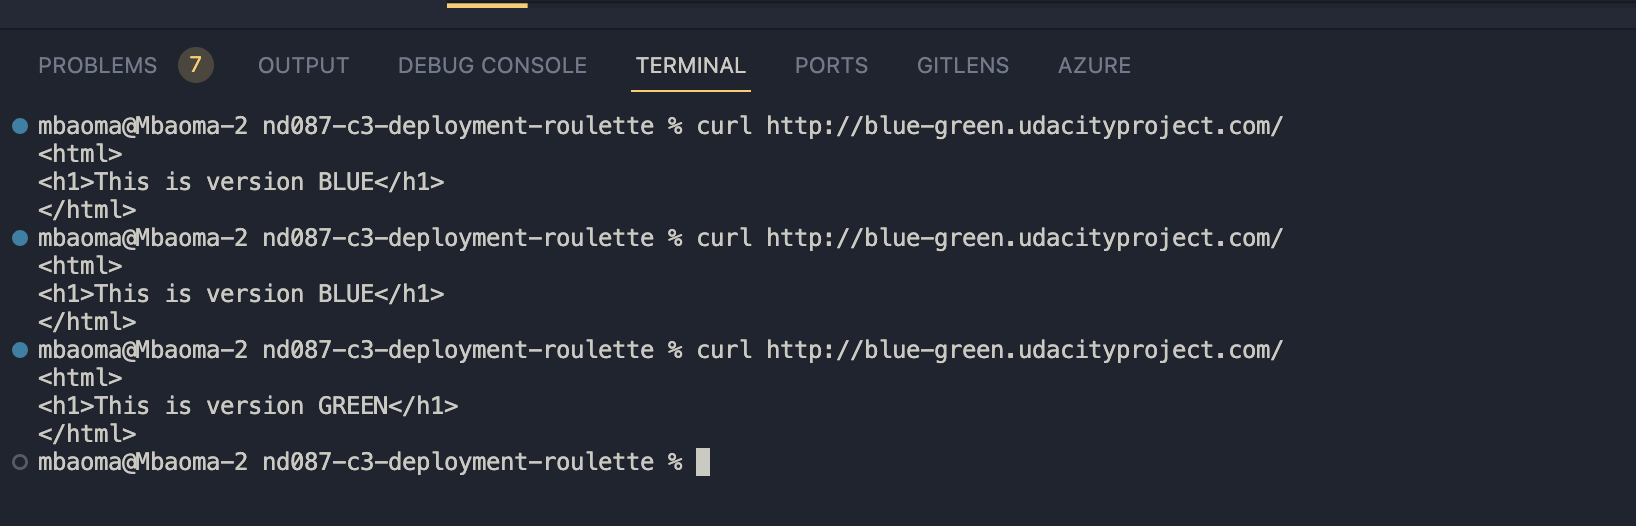 PROBLEMS 7 OUTPUT DEBUG CONSOLE TERMINAL PORTS GITLENS AZURE
mbaoma@Mbaoma-2 nd087-c3-deployment-roulette % curl http://blue-green.udacityproject.com/
<html>
<h1>This is version BLUE</h1>
</html>
mbaoma@Mbaoma-2 nd087-c3-deployment-roulette % curl http://blue-green.udacityproject.com/
<html>
<h1>This is version BLUE</h1>
</html>
mbaoma@Mbaoma-2 nd087-c3-deployment-roulette % curl http://blue-green.udacityproject.com/
<html>
<h1>This is version GREEN</h1>
</html>
mbaoma@Mbaoma-2 nd087-c3-deployment-roulette %